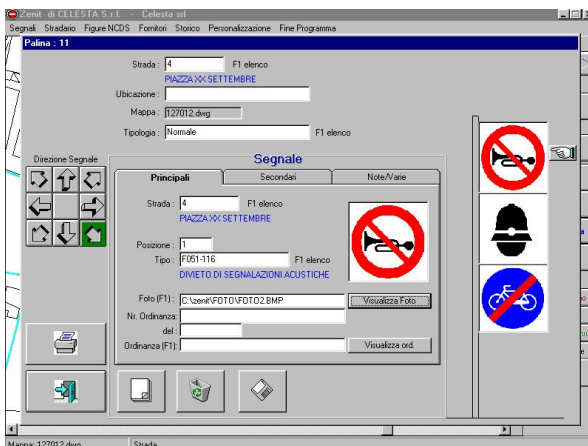 Zenit di CELESTA S.r.l. - Celesta srl
Segnali Stradario Figure NCDS Fornitori Storico Personalizzazione Fine Programma
Palina : 11
Strada : 4 F1 elenco
PIAZZA XX SETTEMBRE
Ubicazione :
Mappa : 127012.dwg
Tipologia : Normale F1 elenco
Direzione Segnale
Segnale
Principali Secondari Note/Varie
Strada : 4 F1 elenco
PIAZZA XX SETTEMBRE
Posizione : 1
Tipo : F051-116 F1 elenco
DIVIETO DI SEGNALAZIONI ACUSTICHE
Foto (F1) : C:\zenit\FOTO\FOTO2.BMP Visualizza Foto
Nr. Ordinanza:
del :
Ordinanza (F1): Visualizza ord.
Mappa: 127012.dwg Strada